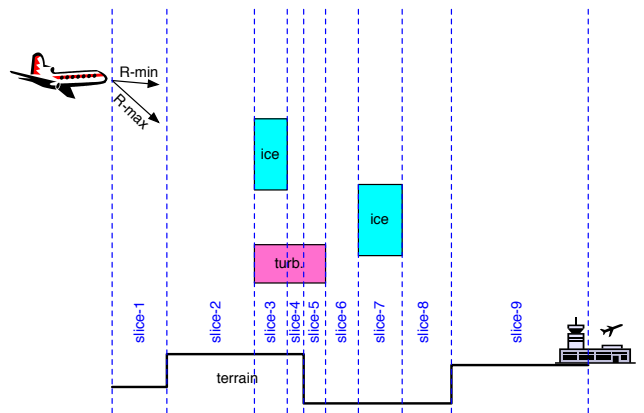 R-min
R-max
ice
ice
turb.
slice-1
slice-2
slice-3
slice-4
slice-5
slice-6
slice-7
slice-8
slice-9
terrain